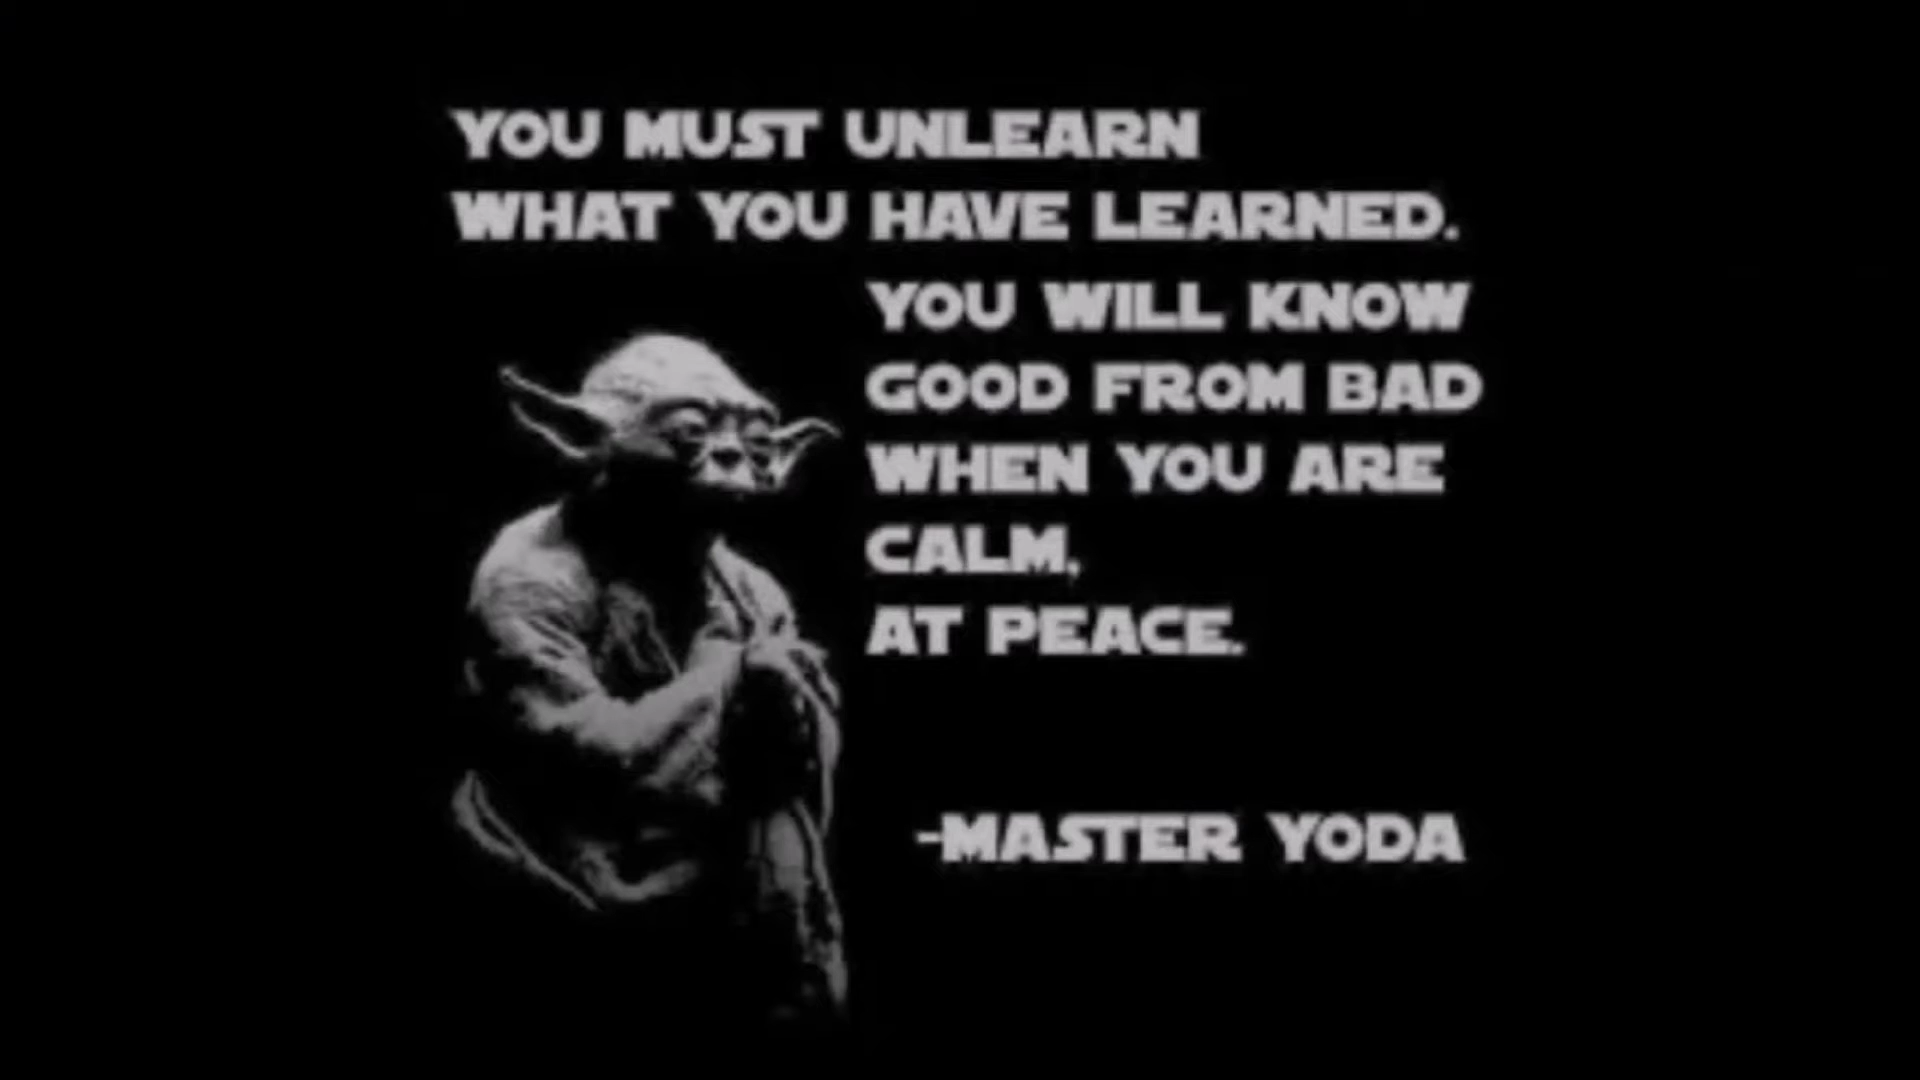 YOU MUST UNLEARN
WHAT YOU HAVE LEARNED.
YOU WILL KNOW
GOOD FROM BAD
WHEN YOU ARE
CALM,
AT PEACE.
-MASTER YODA